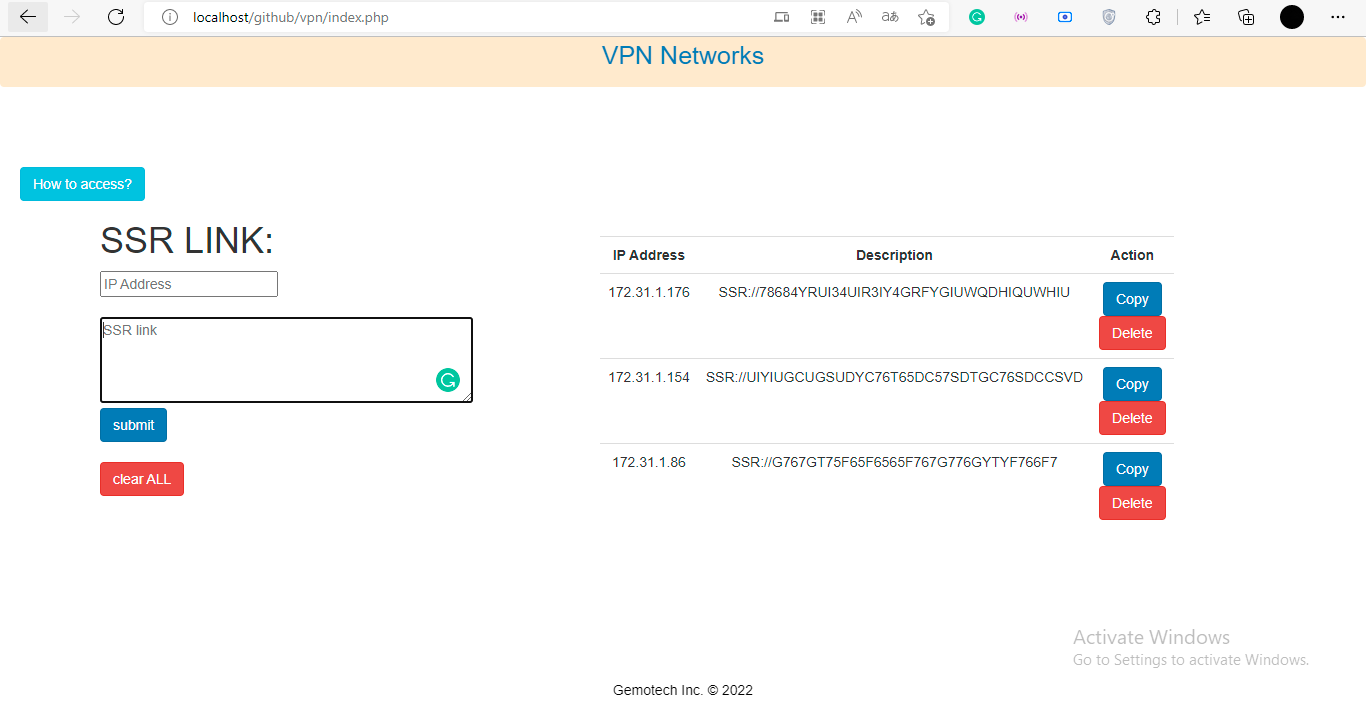 localhost/github/vpn/index.php
VPN Networks
How to access?
SSR LINK:
IP Address
SSR link
submit
clear ALL
IP Address Description Action
172.31.1.176 SSR://78684YRUI34UIR3IY4GRFYGIUWQDHIQUWHIU Copy
Delete
172.31.1.154 SSR://UIYIUGCUGSUDYC76T65DC57SDTGC76SDCCSVD Copy
Delete
172.31.1.86 SSR://G767GT75F65F6565F767G776GYTYF766F7 Copy
Delete
Activate Windows
Go to Settings to activate Windows.
Gemotech Inc. © 2022